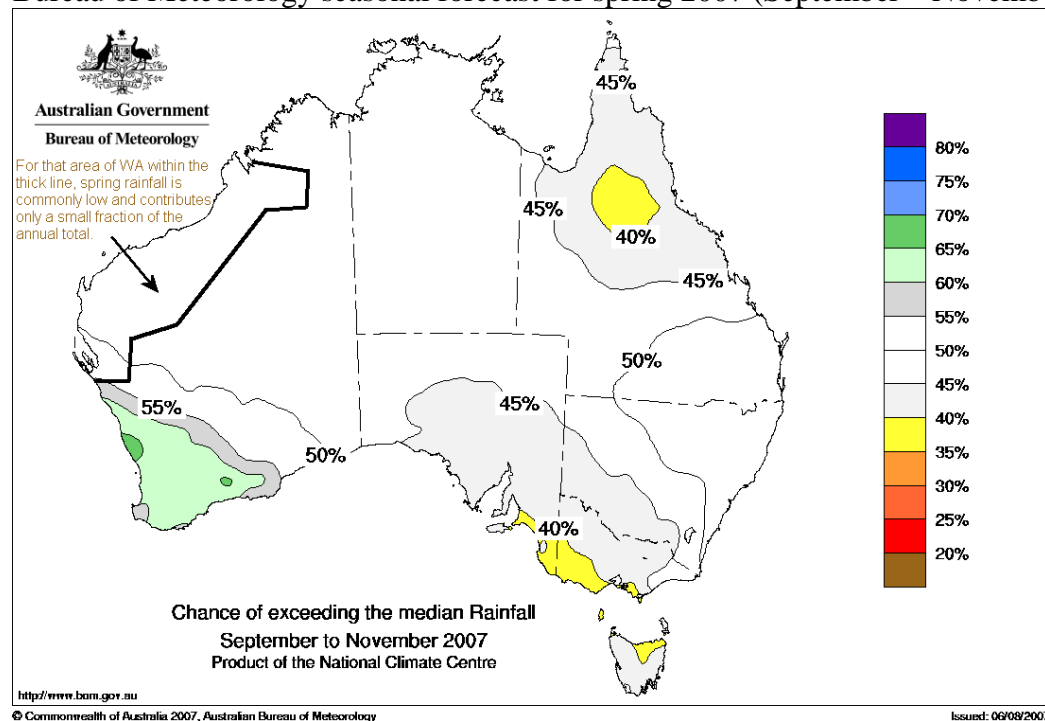 Bureau of Meteorology seasonal forecast for spring 2007 (September - Novemb
Australian Government
Bureau of Meteorology
For that area of WA within the
thick line, spring rainfall is
commonly low and contributes
only a small fraction of the
annual total.
45%
45%
40%
45%
50%
55%
50%
45%
40%
80%
75%
70%
65%
60%
55%
50%
45%
40%
35%
30%
25%
20%
Chance of exceeding the median Rainfall
September to November 2007
Product of the National Climate Centre
http://www.bom.gov.au
© Commonwealth of Australia 2007, Australian Bureau of Meteorology
Issued: 06/08/200